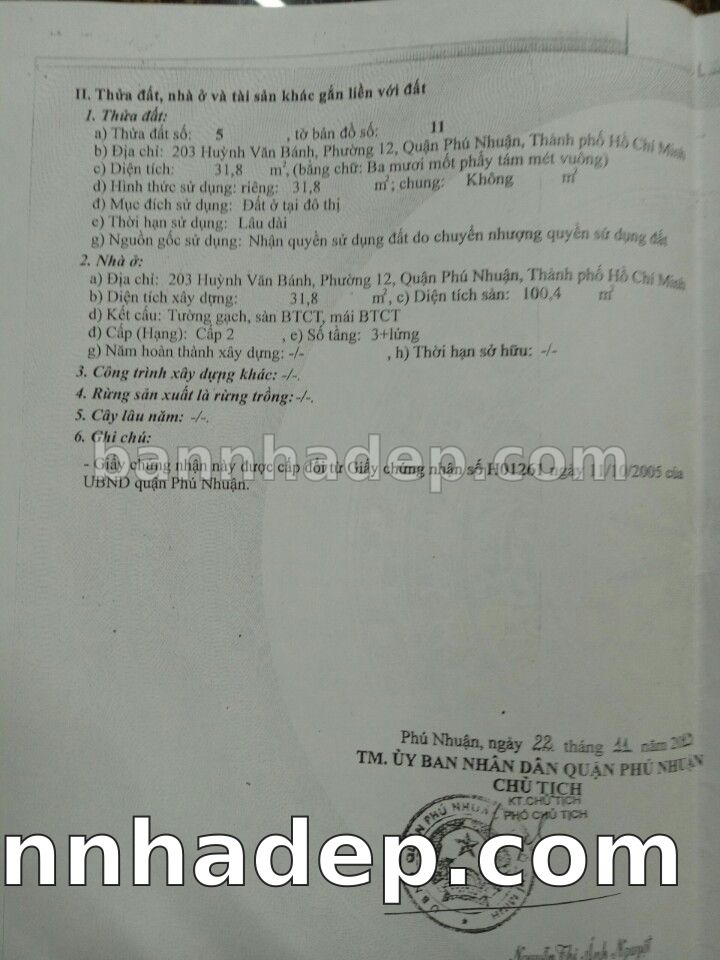 II. Thửa đất, nhà ở và tài sản khác gắn liền với đất
1. Thửa đất:
a) Thửa đất số: 5 , tờ bản đồ số: 11
b) Địa chỉ: 203 Huỳnh Văn Bánh, Phường 12, Quận Phú Nhuận, Thành phố Hồ Chí Minh
c) Diện tích: 31,8 m², (bằng chữ: Ba mươi mốt phẩy tám mét vuông)
d) Hình thức sử dụng: riêng: 31,8 m²; chung: Không m²
đ) Mục đích sử dụng: Đất ở tại đô thị
e) Thời hạn sử dụng: Lâu dài
g) Nguồn gốc sử dụng: Nhận quyền sử dụng đất do chuyển nhượng quyền sử dụng đất
2. Nhà ở:
a) Địa chỉ: 203 Huỳnh Văn Bánh, Phường 12, Quận Phú Nhuận, Thành phố Hồ Chí Minh
b) Diện tích xây dựng: 31,8 m², c) Diện tích sàn: 100,4 m²
d) Kết cấu: Tường gạch, sàn BTCT, mái BTCT
đ) Cấp (Hạng): Cấp 2 , e) Số tầng: 3+lửng
g) Năm hoàn thành xây dựng: -/- , h) Thời hạn sở hữu: -/-
3. Công trình xây dựng khác: -/-.
4. Rừng sản xuất là rừng trồng: -/-.
5. Cây lâu năm: -/-.
6. Ghi chú:
bannhadep.com
- Giấy chứng nhận này được cấp đổi từ Giấy chứng nhận số H01261 ngày 11/10/2005 của
UBND quận Phú Nhuận.
Phú Nhuận, ngày 22 tháng 11 năm
TM. ỦY BAN NHÂN DÂN QUẬN PHÚ NHUẬN
CHỦ TỊCH
KT.CHỦ TỊCH
PHÓ CHỦ TỊCH
QUẬN PHÚ NHUẬN
nnhadep.com
Nguyễn Thị Ánh Nguyệt